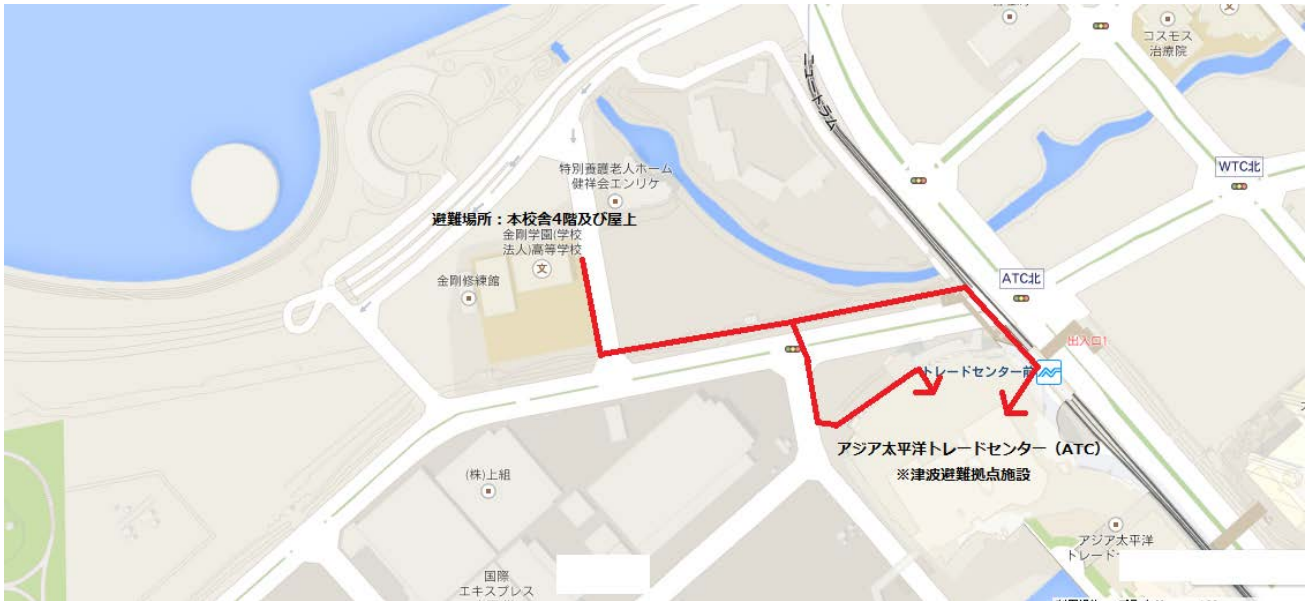 コスモス
治療院
ニュートラム
WTC北
特別養護老人ホーム
健祥会エンリケ
避難場所：本校舎4階及び屋上
金剛学園(学校
法人)高等学校
文
金剛修練館
ATC北
出入口1
トレードセンター前
アジア太平洋トレードセンター（ATC）
※津波避難拠点施設
(株)上組
アジア太平洋
トレード
国際
エキスプレス